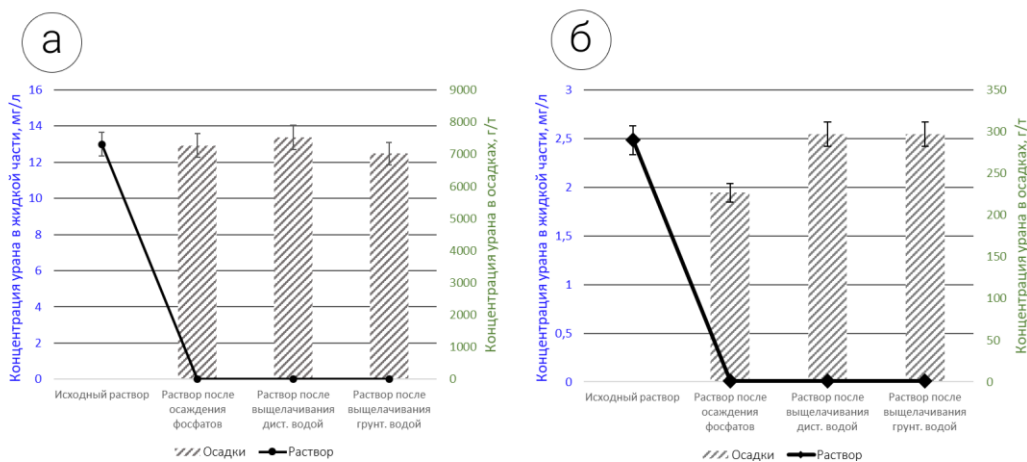 а
Концентрация урана в жидкой части, мг/л
16
14
12
10
8
6
4
2
0
9000
8000
7000
6000
5000
4000
3000
2000
1000
0
Концентрация урана в осадках, г/т
Исходный раствор
Раствор после
осаждения
фосфатов
Раствор после
выщелачивания
дист. водой
Раствор после
выщелачивания
грунт. водой
Осадки
Раствор
б
Концентрация урана в жидкой части, мг/л
3
2,5
2
1,5
1
0,5
0
350
300
250
200
150
100
50
0
Концентрация урана в осадках, г/т
Исходный раствор
Раствор после
осаждения
фосфатов
Раствор после
выщелачивания
дист. водой
Раствор после
выщелачивания
грунт. водой
Осадки
Раствор